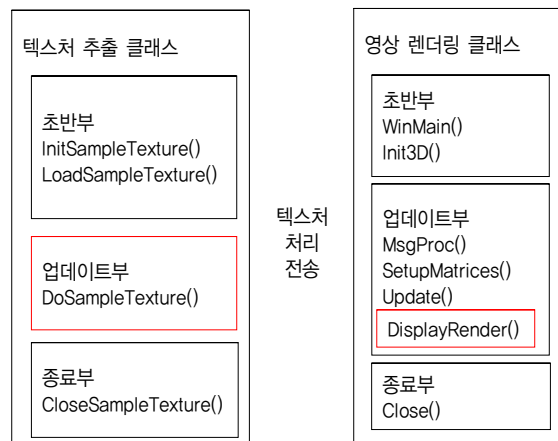 텍스처 추출 클래스
초반부
InitSampleTexture()
LoadSampleTexture()
업데이트부
DoSampleTexture()
종료부
CloseSampleTexture()
텍스처
처리
전송
영상 렌더링 클래스
초반부
WinMain()
Init3D()
업데이트부
MsgProc()
SetupMatrices()
Update()
DisplayRender()
종료부
Close()